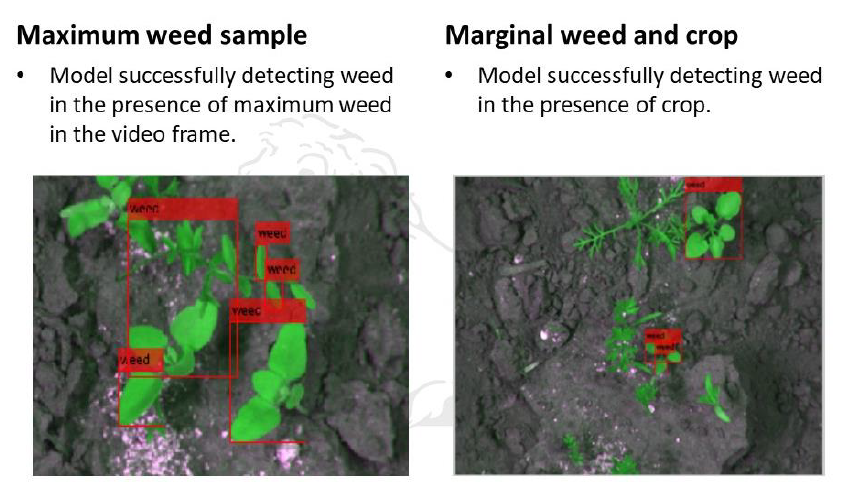 Maximum weed sample
• Model successfully detecting weed
in the presence of maximum weed
in the video frame.
Marginal weed and crop
• Model successfully detecting weed
in the presence of crop.
weed
weed
weed
weed
weed
weed
weed
weed